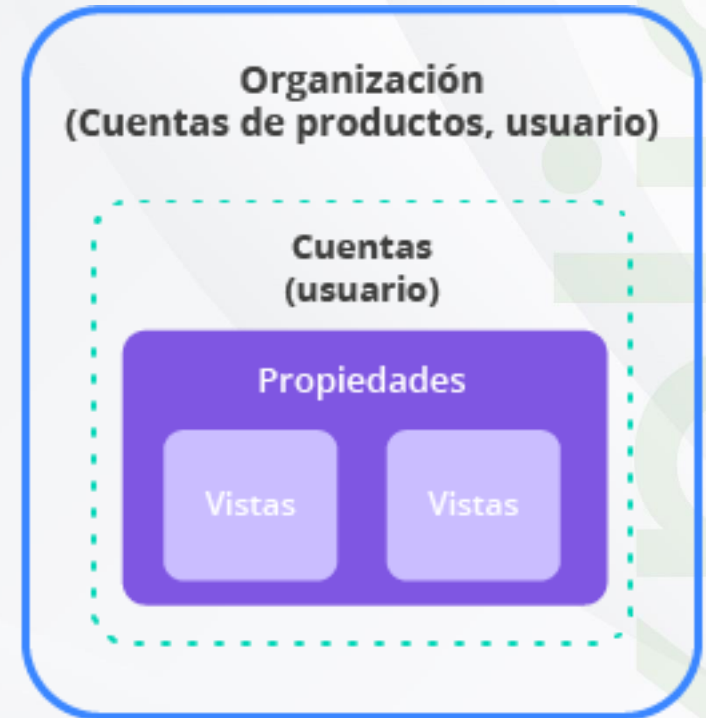 Organización
(Cuentas de productos, usuario)
Cuentas
(usuario)
Propiedades
Vistas
Vistas